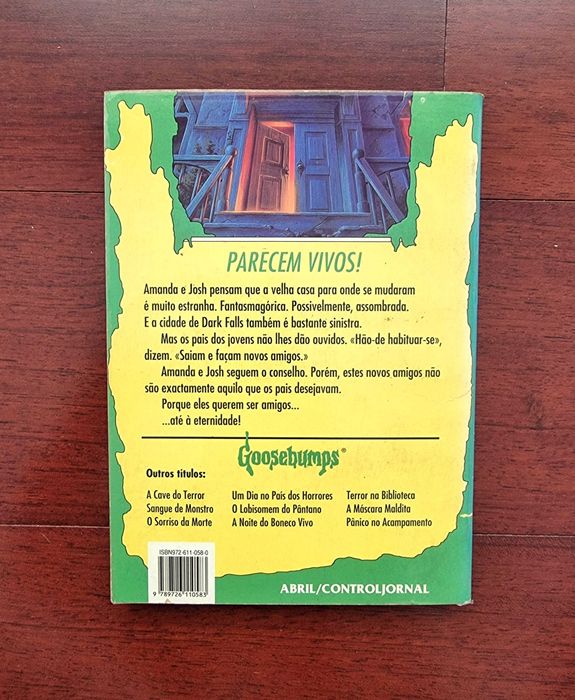 PARECEM VIVOS!
Amanda e Josh pensam que a velha casa para onde se mudaram
é muito estranha. Fantasmagórica. Possivelmente, assombrada.
E a cidade de Dark Falls também é bastante sinistra.
Mas os pais dos jovens não lhes dão ouvidos. «Hão-de habituar-se»,
dizem. «Saiam e façam novos amigos.»
Amanda e Josh seguem o conselho. Porém, estes novos amigos não
são exactamente aquilo que os pais desejavam.
Porque eles querem ser amigos...
...até à eternidade!
Goosebumps®
Outros títulos:
A Cave do Terror
Sangue de Monstro
O Sorriso da Morte
Um Dia no País dos Horrores
O Lobisomem do Pântano
A Noite do Boneco Vivo
Terror na Biblioteca
A Máscara Maldita
Pânico no Acampamento
ISBN972-611-058-0
9 789726 110583
ABRIL/CONTROLJORNAL